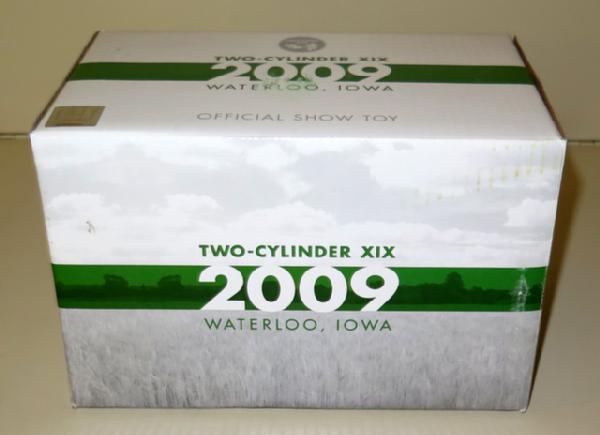 TWO-CYLINDER XIX
2009
WATERLOO, IOWA
OFFICIAL SHOW TOY
TWO-CYLINDER XIX
2009
WATERLOO, IOWA